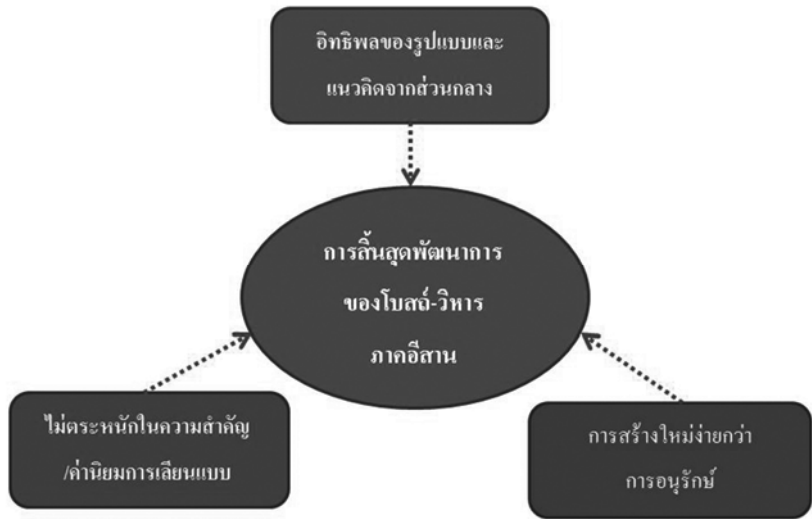 อิทธิพลของรูปแบบและ
แนวคิดจากส่วนกลาง
การสิ้นสุดพัฒนาการ
ของโบสถ์-วิหาร
ภาคอีสาน
ไม่ตระหนักในความสำคัญ
/ค่านิยมการเลียนแบบ
การสร้างใหม่ง่ายกว่า
การอนุรักษ์